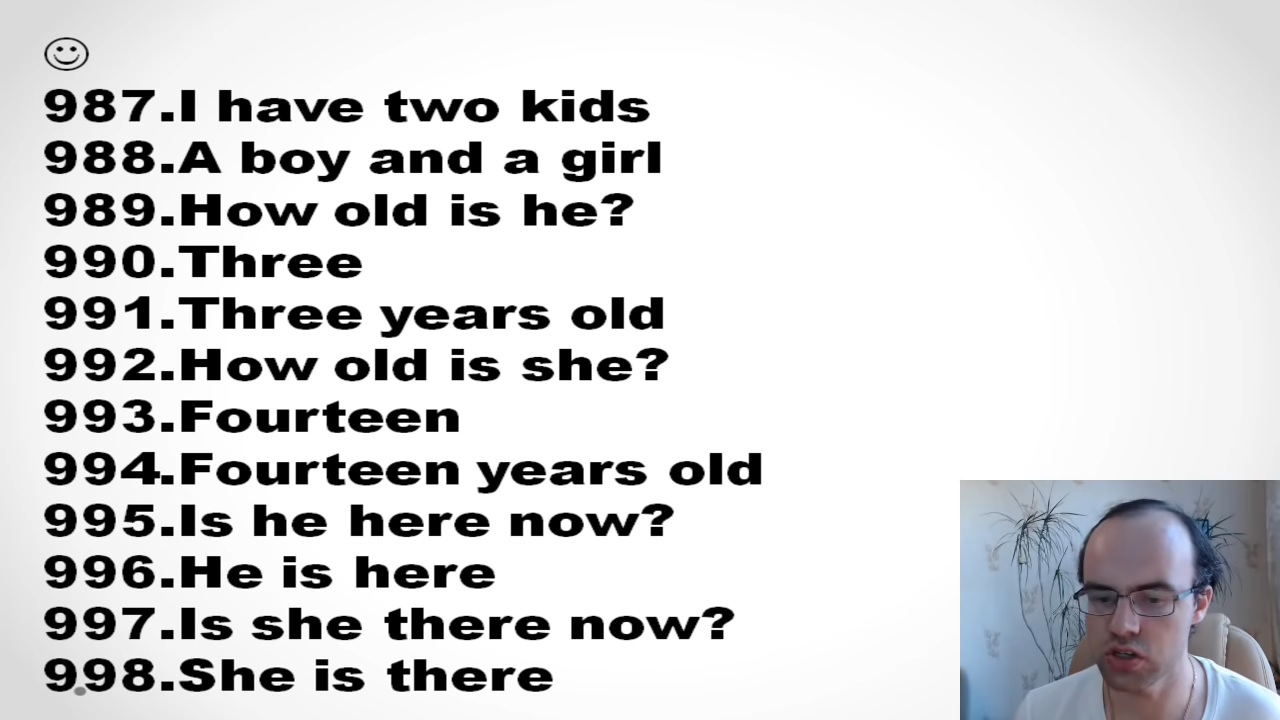 987.I have two kids
988.A boy and a girl
989.How old is he?
990.Three
991.Three years old
992.How old is she?
993.Fourteen
994.Fourteen years old
995.Is he here now?
996.He is here
997.Is she there now?
998.She is there